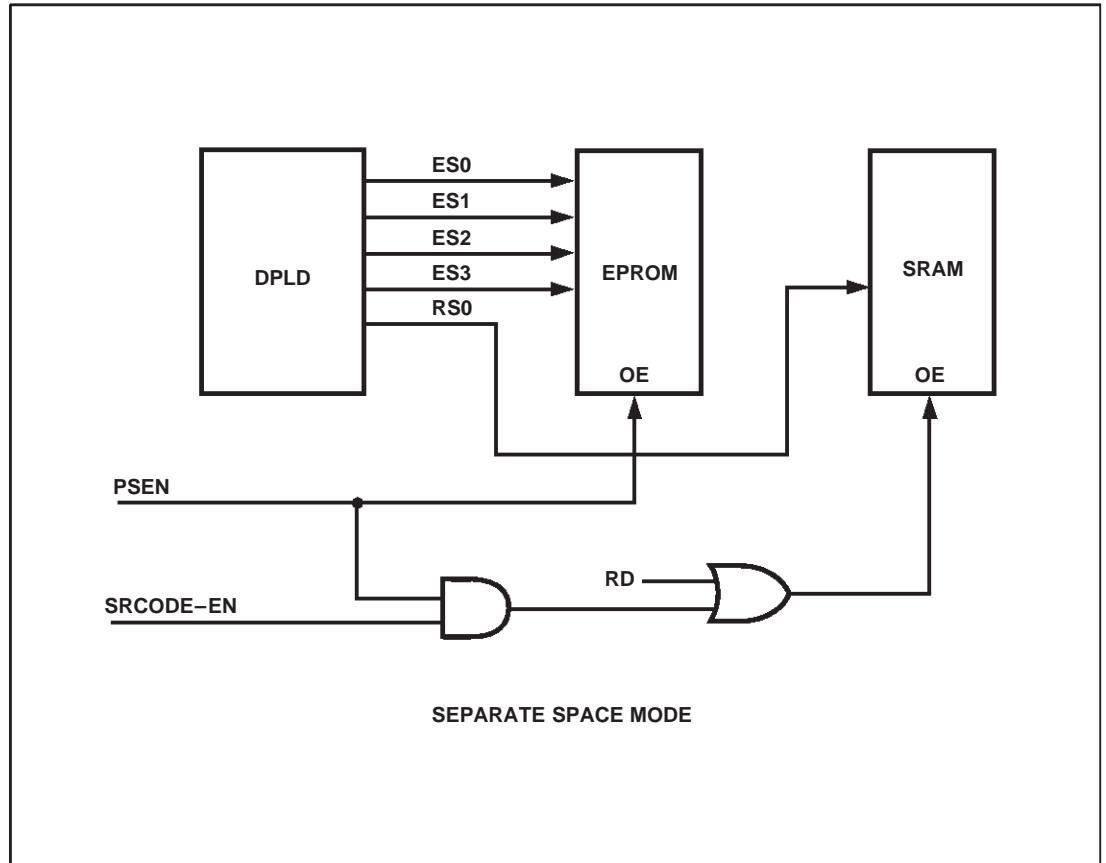 ES0
ES1
ES2
ES3
RS0
DPLD
EPROM
SRAM
OE
OE
PSEN
RD
SRCODE–EN
SEPARATE SPACE MODE